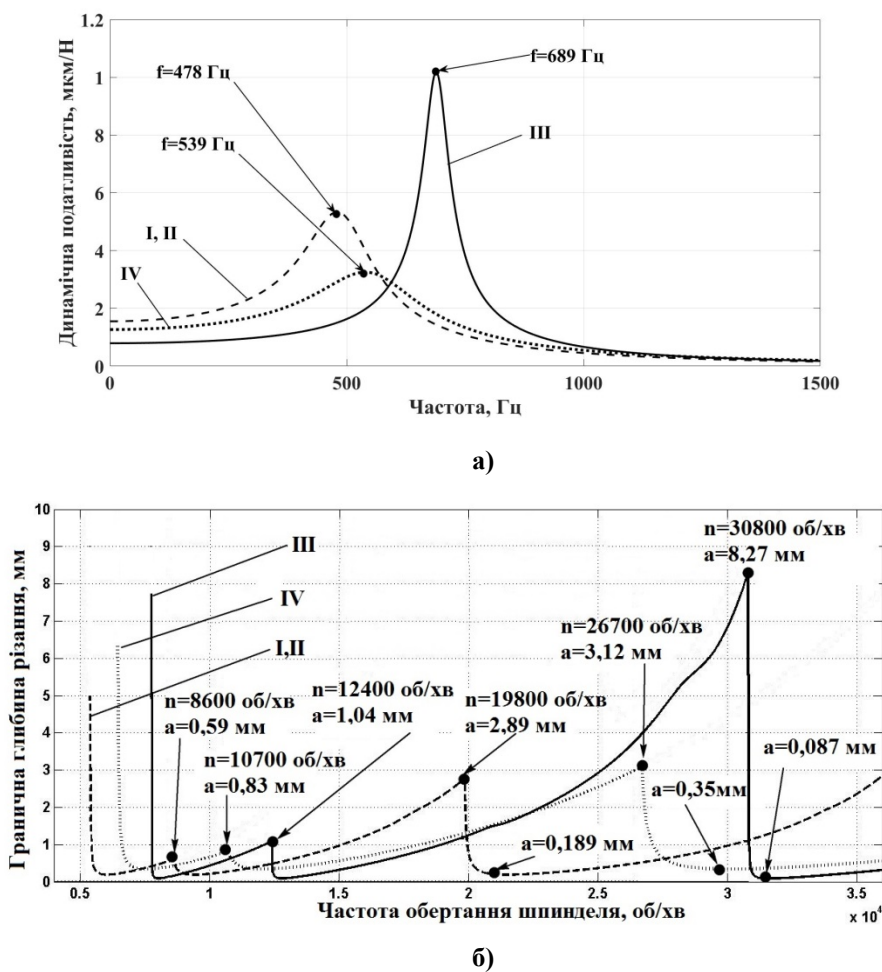 1.2
1
8
6
4
2
0
Динамічна податливість, мкм/Н
f=478 Гц
f=539 Гц
f=689 Гц
III
I, II
IV
0
500
1000
1500
Частота, Гц
а)
10
9
8
7
6
5
4
3
2
1
0
Гранична глибина різання, мм
III
IV
I,II
n=8600 об/хв
a=0,59 мм
n=10700 об/хв
a=0,83 мм
n=12400 об/хв
a=1,04 мм
n=19800 об/хв
a=2,89 мм
n=26700 об/хв
a=3,12 мм
n=30800 об/хв
a=8,27 мм
a=0,189 мм
a=0,35мм
a=0,087 мм
0.5
1
1.5
2
2.5
3
3.5
x 10⁴
Частота обертання шпинделя, об/хв
б)